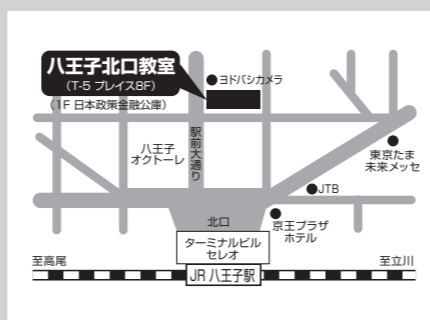 八王子北口教室
（T-5 プレイス8F）
（1F 日本政策金融公庫）
ヨドバシカメラ
八王子
オクトーレ
駅前大通り
東京たま
未来メッセ
JTB
北口
京王プラザ
ホテル
ターミナルビル
セレオ
至高尾
至立川
JR 八王子駅